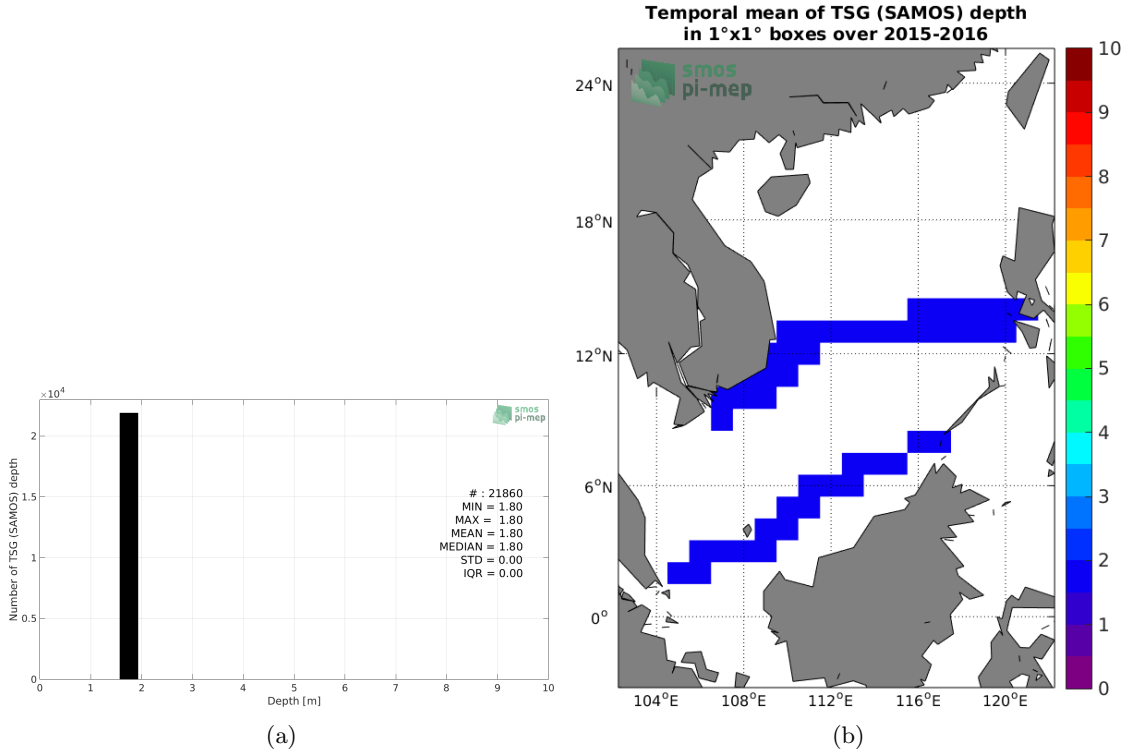 ×10⁴
2
1.5
1
0.5
0
Number of TSG (SAMOS) depth
smos
pi-mep
# : 21860
MIN = 1.80
MAX = 1.80
MEAN = 1.80
MEDIAN = 1.80
STD = 0.00
IQR = 0.00
0 1 2 3 4 5 6 7 8 9 10
Depth [m]
(a)
Temporal mean of TSG (SAMOS) depth
in 1°x1° boxes over 2015-2016
smos
pi-mep
24°N
18°N
12°N
6°N
0°
104°E 108°E 112°E 116°E 120°E
10
9
8
7
6
5
4
3
2
1
0
(b)